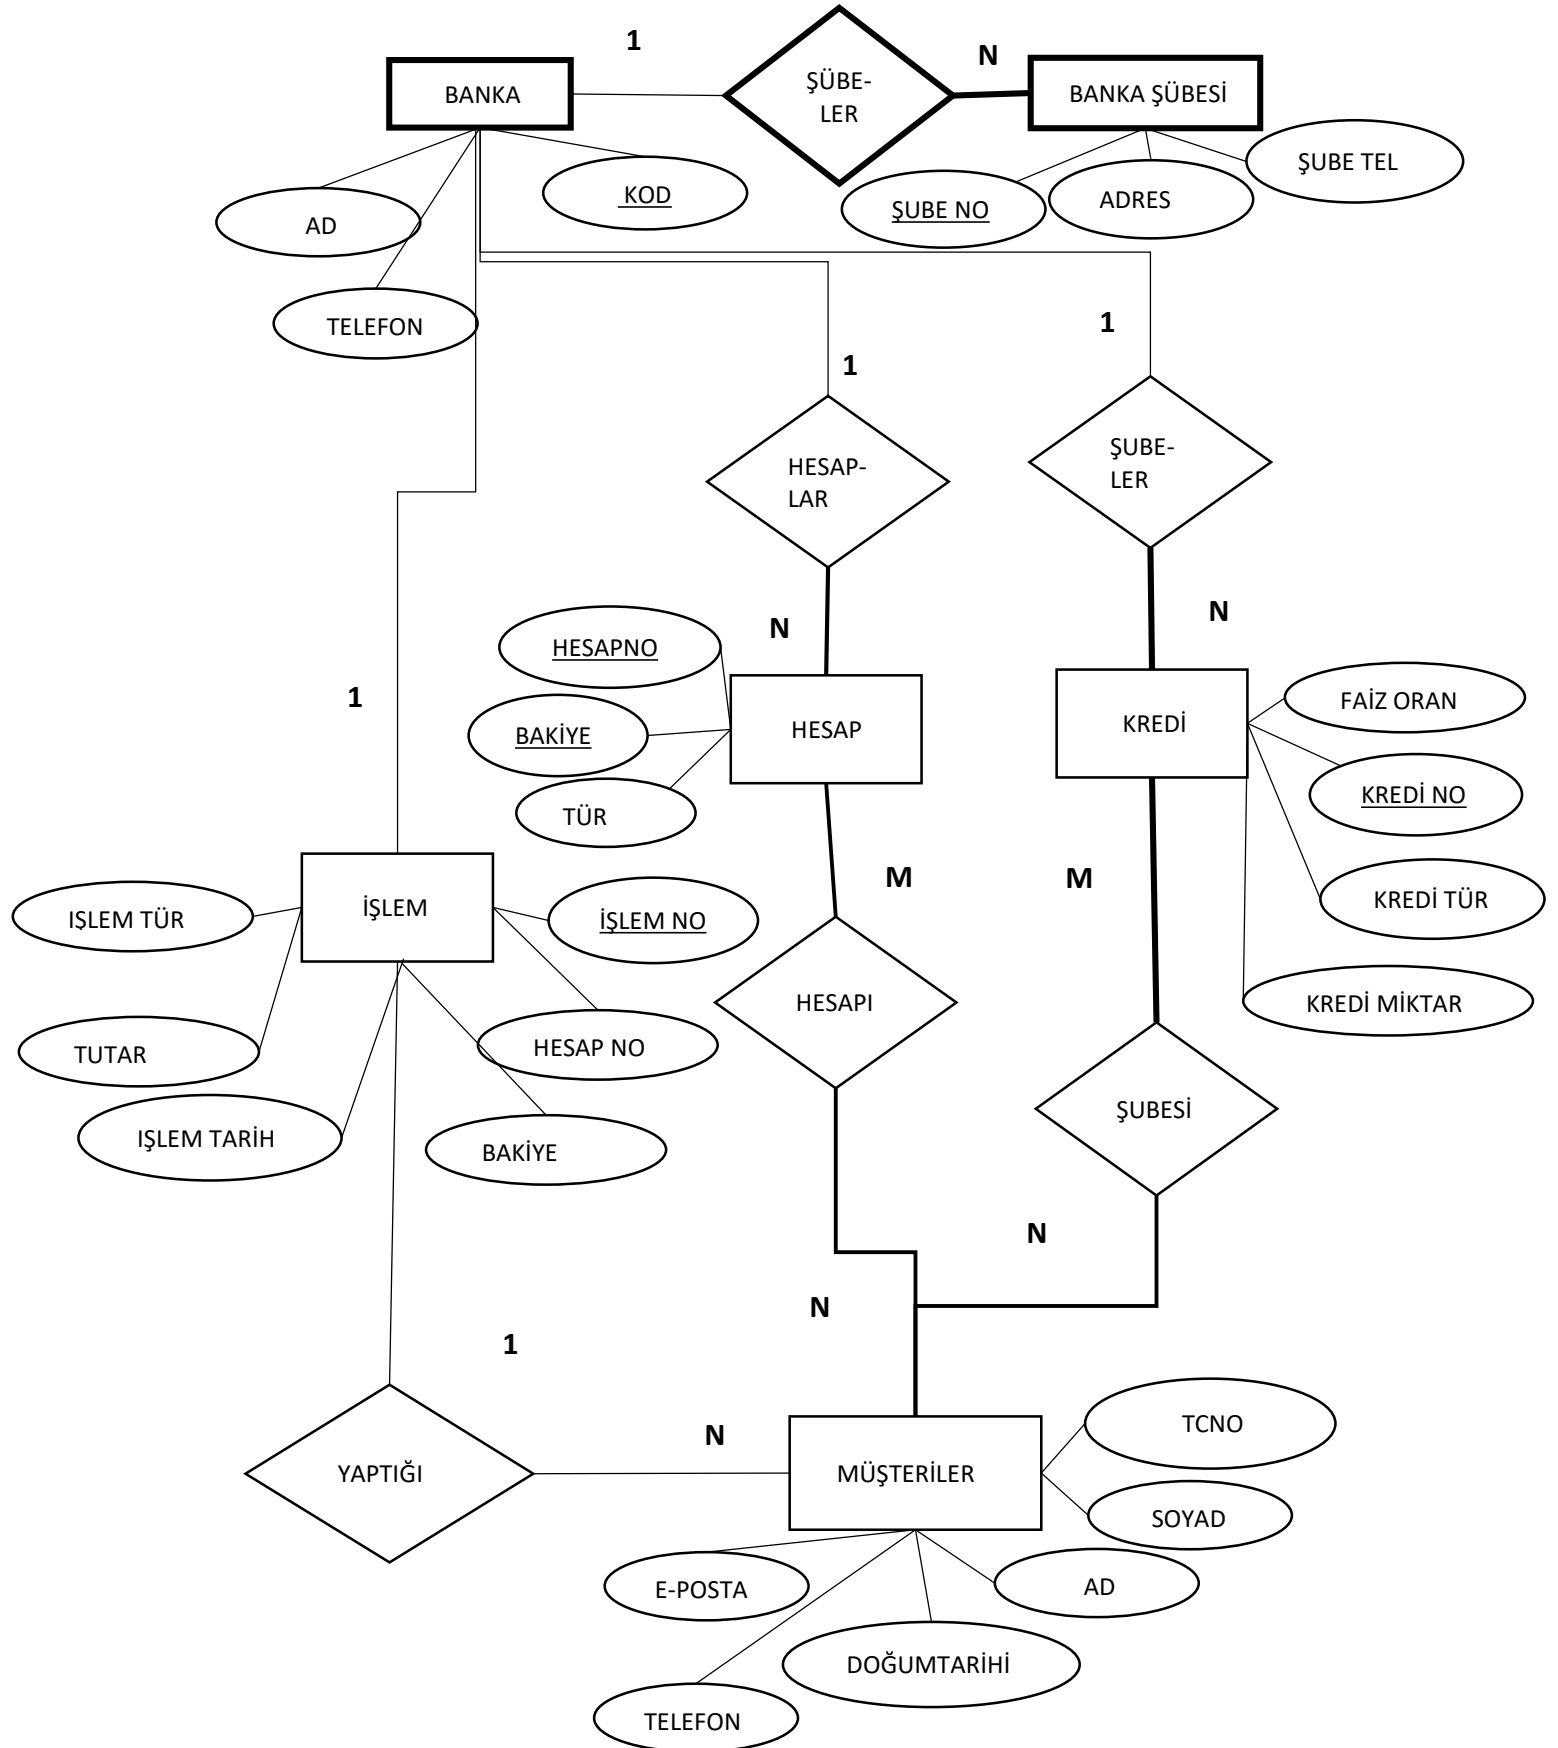 1
N
BANKA
ŞÜBE-
LER
BANKA ŞÜBESİ
AD
KOD
TELEFON
ŞUBE NO
ADRES
ŞUBE TEL
1
1
HESAP-
LAR
ŞUBE-
LER
N
N
1
HESAPNO
BAKİYE
TÜR
HESAP
KREDİ
FAİZ ORAN
KREDİ NO
KREDİ TÜR
KREDİ MİKTAR
M
M
IŞLEM TÜR
İŞLEM
İŞLEM NO
TUTAR
HESAP NO
IŞLEM TARİH
BAKİYE
HESAPI
ŞUBESİ
N
N
1
N
YAPTIĞI
MÜŞTERİLER
TCNO
SOYAD
E-POSTA
AD
DOĞUMTARİHİ
TELEFON